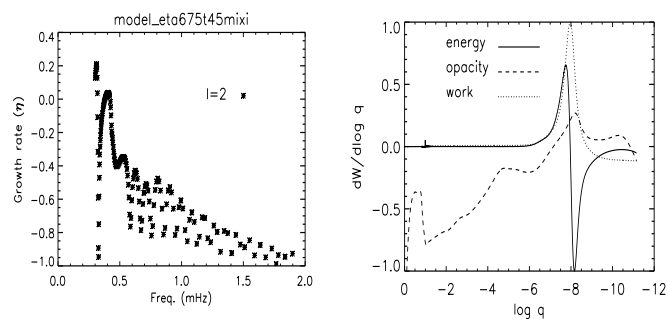 model_eta675t45mixi
0.4
0.2
0.0
-0.2
-0.4
-0.6
-0.8
-1.0
Growth rate (η)
l=2
0.0
0.5
1.0
1.5
2.0
Freq. (mHz)
1.0
0.5
0.0
-0.5
-1.0
dW/dlog q
energy
opacity
work
0
-2
-4
-6
-8
-10
-12
log q